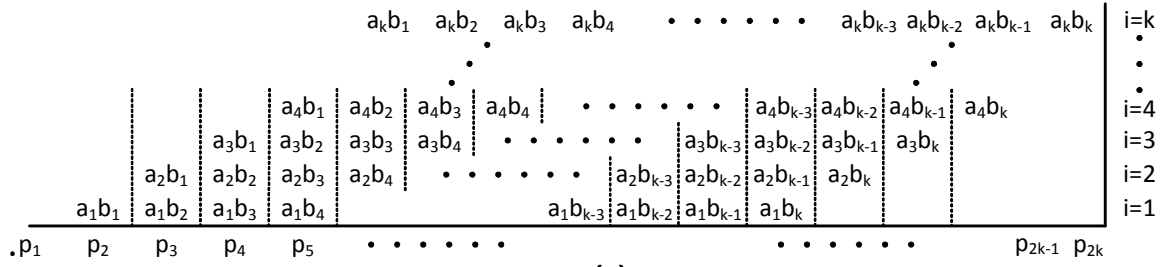 aₖb₁ aₖb₂ aₖb₃ aₖb₄ · · · · · · aₖbₖ₋₃ aₖbₖ₋₂ aₖbₖ₋₁ aₖbₖ i=k
a₄b₁ a₄b₂ a₄b₃ a₄b₄ · · · · · · a₄bₖ₋₃ a₄bₖ₋₂ a₄bₖ₋₁ a₄bₖ i=4
a₃b₁ a₃b₂ a₃b₃ a₃b₄ · · · · · · a₃bₖ₋₃ a₃bₖ₋₂ a₃bₖ₋₁ a₃bₖ i=3
a₂b₁ a₂b₂ a₂b₃ a₂b₄ · · · · · · a₂bₖ₋₃ a₂bₖ₋₂ a₂bₖ₋₁ a₂bₖ i=2
a₁b₁ a₁b₂ a₁b₃ a₁b₄ a₁bₖ₋₃ a₁bₖ₋₂ a₁bₖ₋₁ a₁bₖ i=1
.p₁ p₂ p₃ p₄ p₅ · · · · · · · · · · · · p₂ₖ₋₁ p₂ₖ